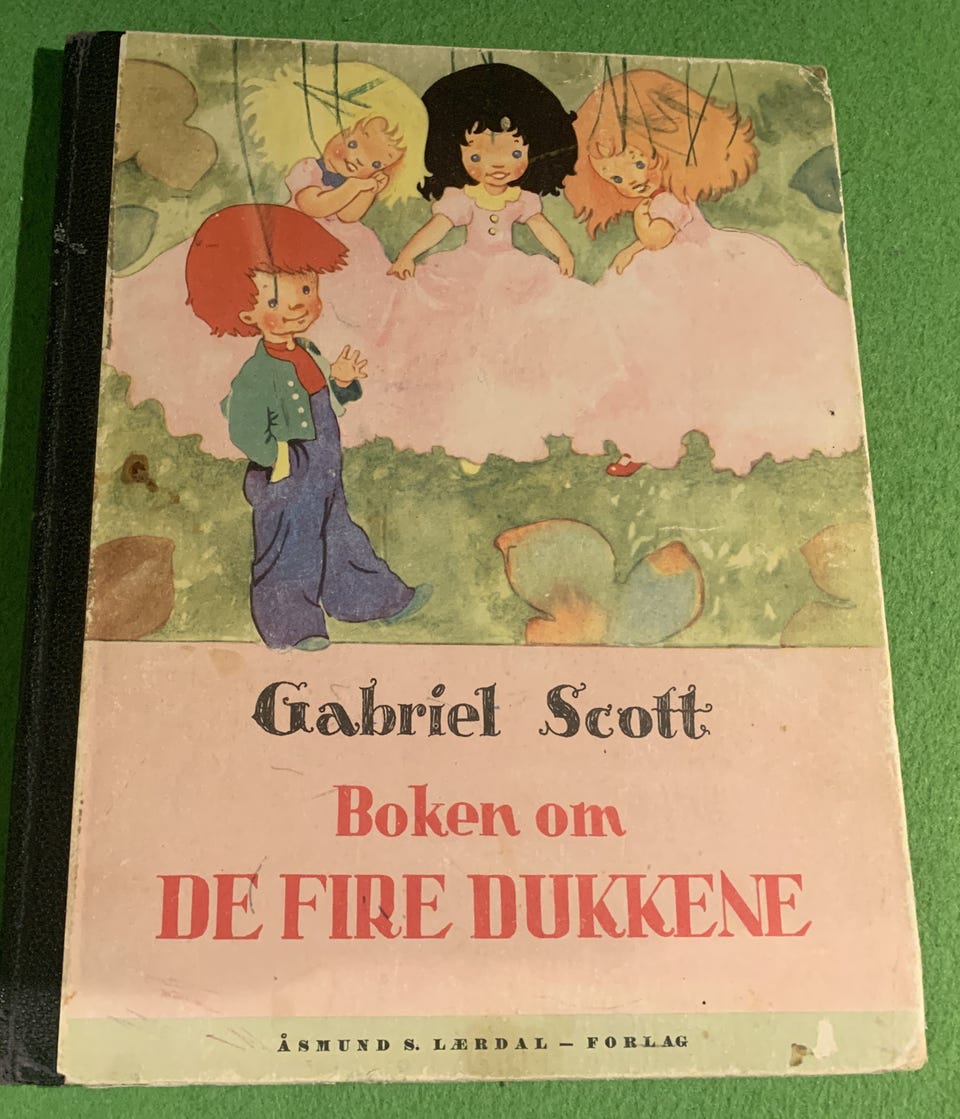 Gabriel Scott
Boken om
DE FIRE DUKKENE
ÅSMUND S. LÆRDAL – FORLAG